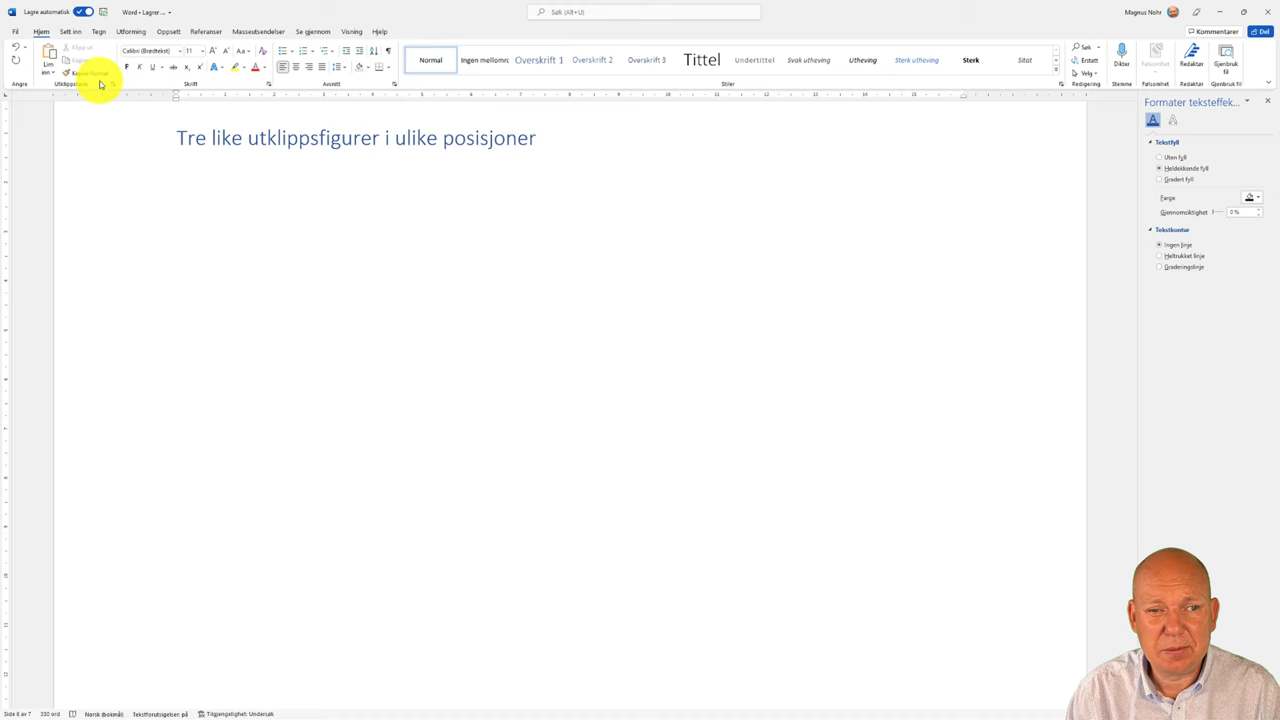 Lagre automatisk
Word • Lagrer ...
Søk (Alt+U)
Magnus Nohr
Fil Hjem Sett inn Tegn Utforming Oppsett Referanser Masseutsendelser Se gjennom Visning Hjelp
Kommentarer Del
Lim inn
Klipp ut
Kopier
Kopier format
Calibri (Brødtekst) 11
Normal
Ingen mellomro
Overskrift 1
Overskrift 2
Overskrift 3
Tittel
Undertittel
Svak utheving
Utheving
Sterk utheving
Sterk
Sitat
Søk
Erstatt
Velg
Dikter
Følsomhet
Redaktør
Gjenbruk fil
Angre Skrift Avsnitt Stiler Redigering Stemme Følsomhet Redaktør Gjenbruk Fil
Tre like utklippsfigurer i ulike posisjoner
Formater teksteffek...
Tekstfyll
Uten fyll
Heldekkende fyll
Gradert fyll
Farge
Gjennomsiktighet 0 %
Tekstkontur
Ingen linje
Heltrukket linje
Graderingslinje
Side 6 av 7 330 ord Norsk (bokmål) Tekstforutsigelser: på Tilgjengelighet: Undersøk